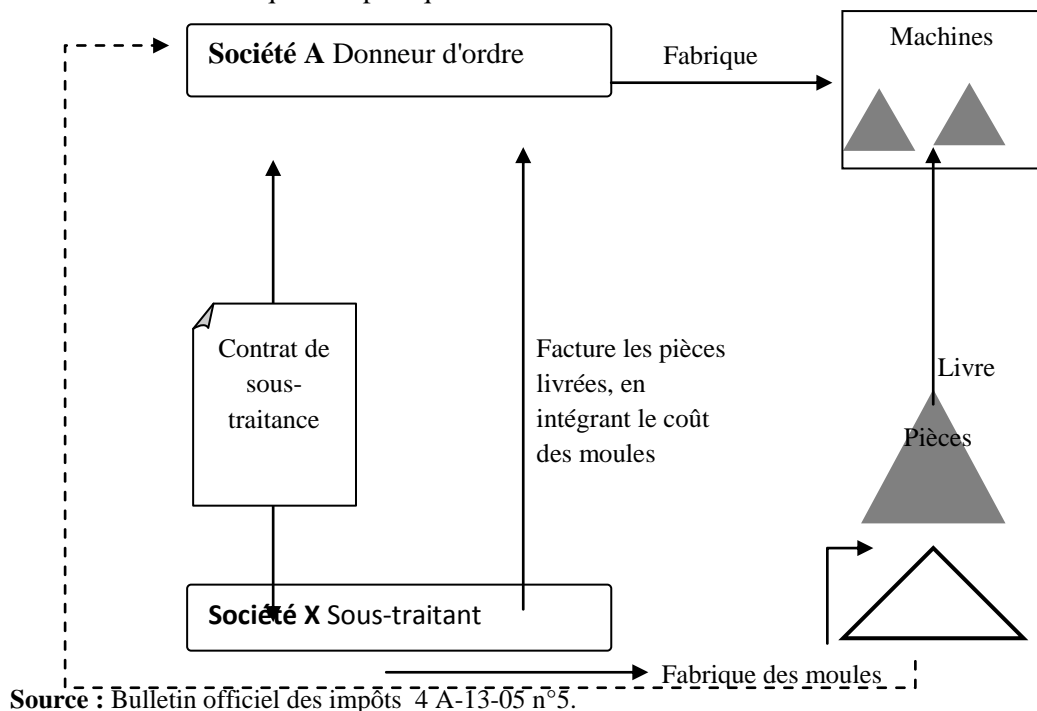 Société A Donneur d'ordre
Fabrique
Machines
Contrat de
sous-
traitance
Facture les pièces
livrées, en
intégrant le coût
des moules
Livre
Pièces
Société X Sous-traitant
Fabrique des moules
Source : Bulletin officiel des impôts 4 A-13-05 n°5.